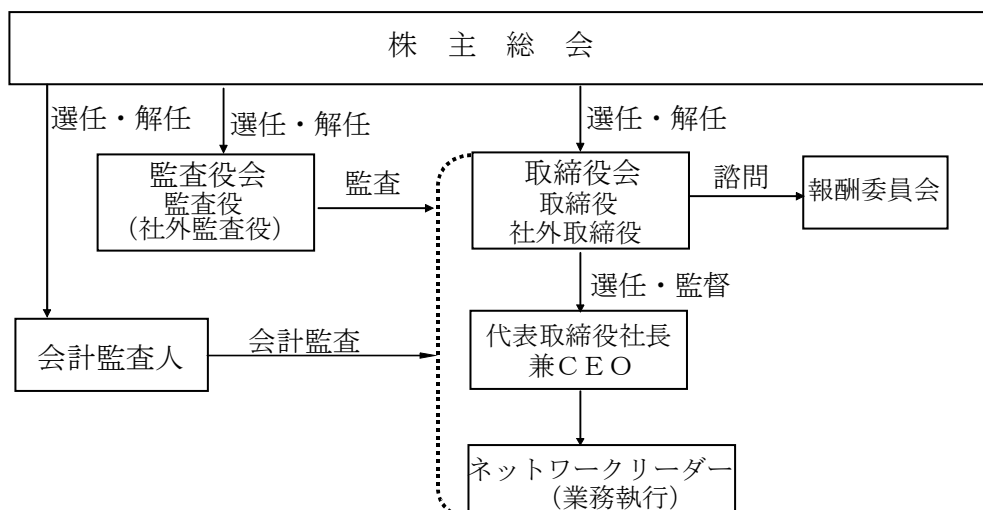 株主総会
選任・解任
選任・解任
選任・解任
監査役会
監査役
(社外監査役)
監査
取締役会
取締役
社外取締役
諮問
報酬委員会
選任・監督
会計監査人
会計監査
代表取締役社長
兼CEO
ネットワークリーダー
(業務執行)